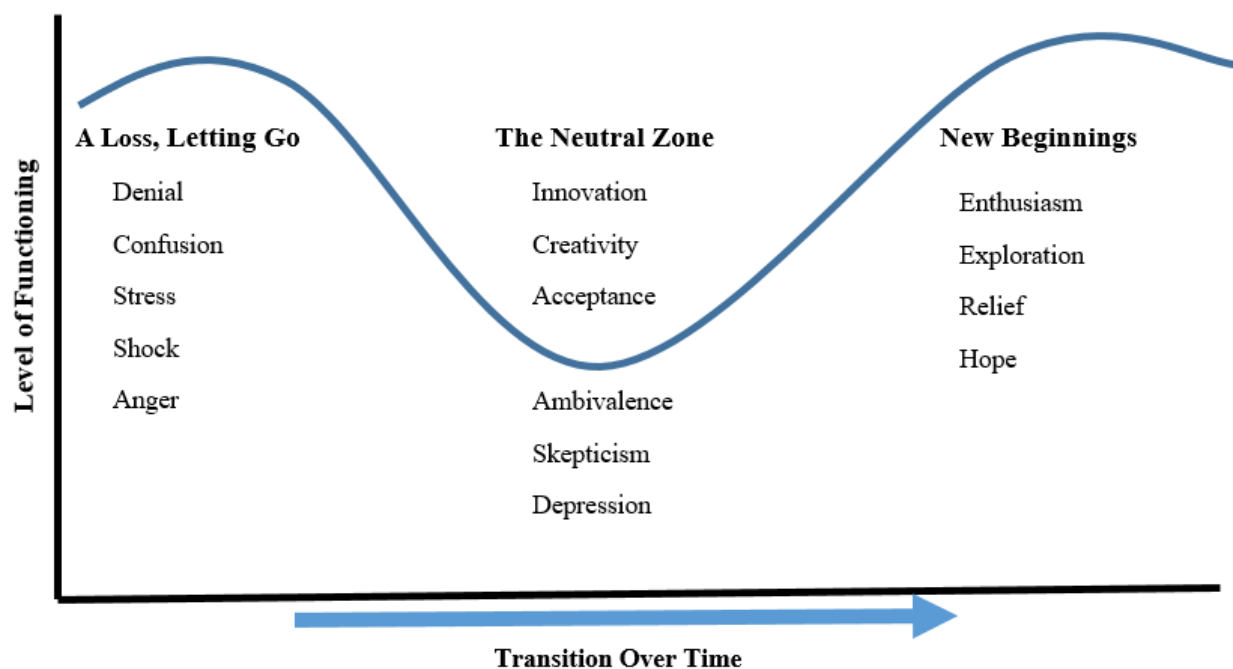 Level of Functioning
A Loss, Letting Go
Denial
Confusion
Stress
Shock
Anger
The Neutral Zone
Innovation
Creativity
Acceptance
Ambivalence
Skepticism
Depression
New Beginnings
Enthusiasm
Exploration
Relief
Hope
Transition Over Time